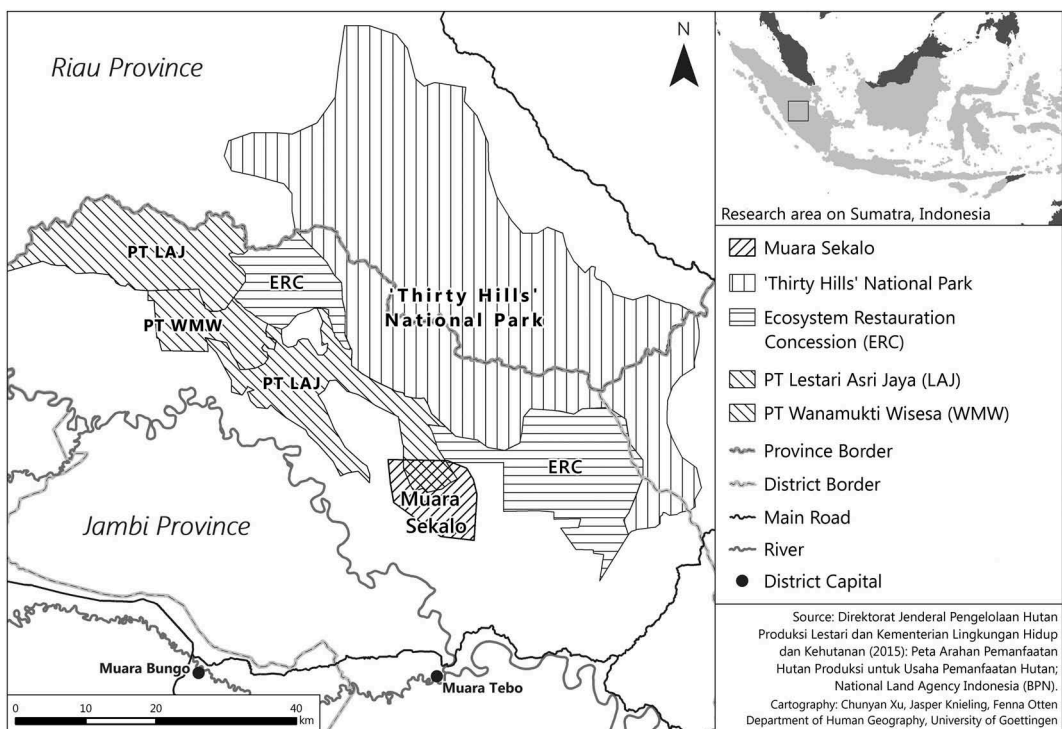 Riau Province
N
PT LAJ
ERC
'Thirty Hills'
National Park
PT WMW
PT LAJ
ERC
Muara
Sekalo
Jambi Province
Muara Bungo
Muara Tebo
0 10 20 40
km
Research area on Sumatra, Indonesia
Muara Sekalo
'Thirty Hills' National Park
Ecosystem Restauration
Concession (ERC)
PT Lestari Asri Jaya (LAJ)
PT Wanamukti Wisesa (WMW)
Province Border
District Border
Main Road
River
District Capital
Source: Direktorat Jenderal Pengelolaan Hutan
Produksi Lestari dan Kementerian Lingkungan Hidup
dan Kehutanan (2015): Peta Arahan Pemanfaatan
Hutan Produksi untuk Usaha Pemanfaatan Hutan;
National Land Agency Indonesia (BPN).
Cartography: Chunyan Xu, Jasper Knieling, Fenna Otten
Department of Human Geography, University of Goettingen